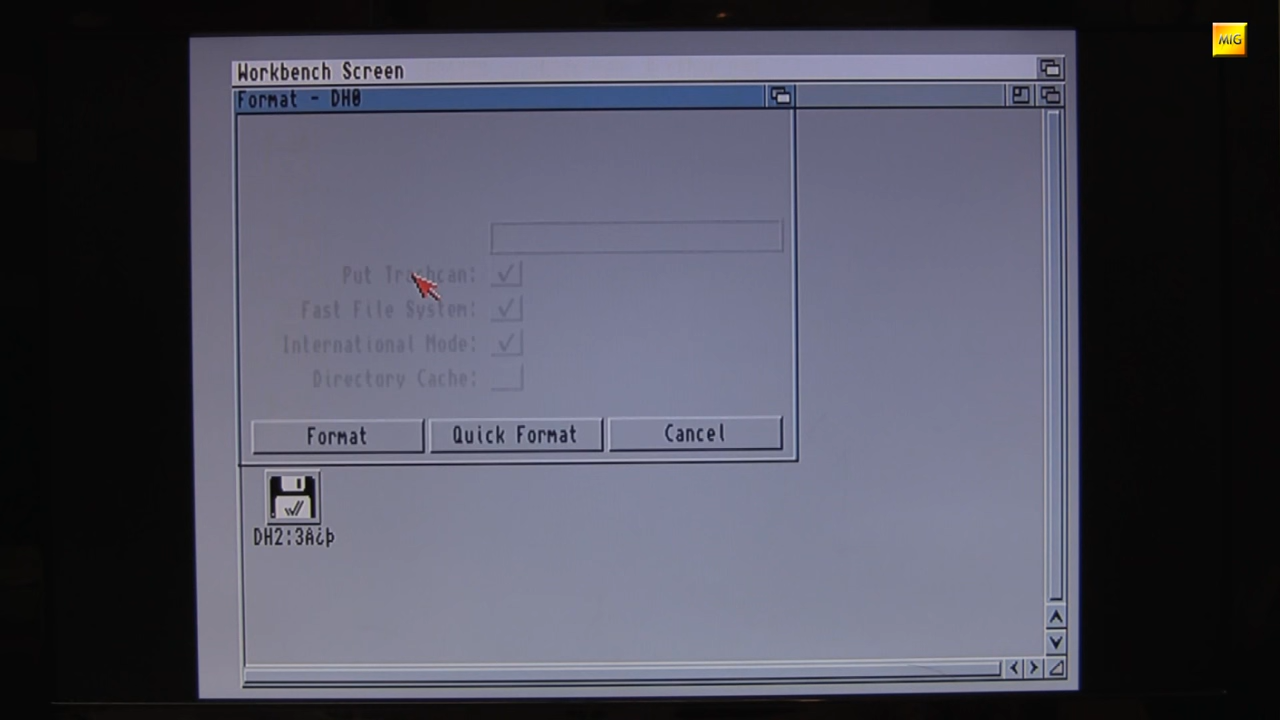 MIG
Workbench Screen
Format - DH0
Put Trashcan:
Fast File System:
International Mode:
Directory Cache:
Format
Quick Format
Cancel
DH2:3Â¿þ